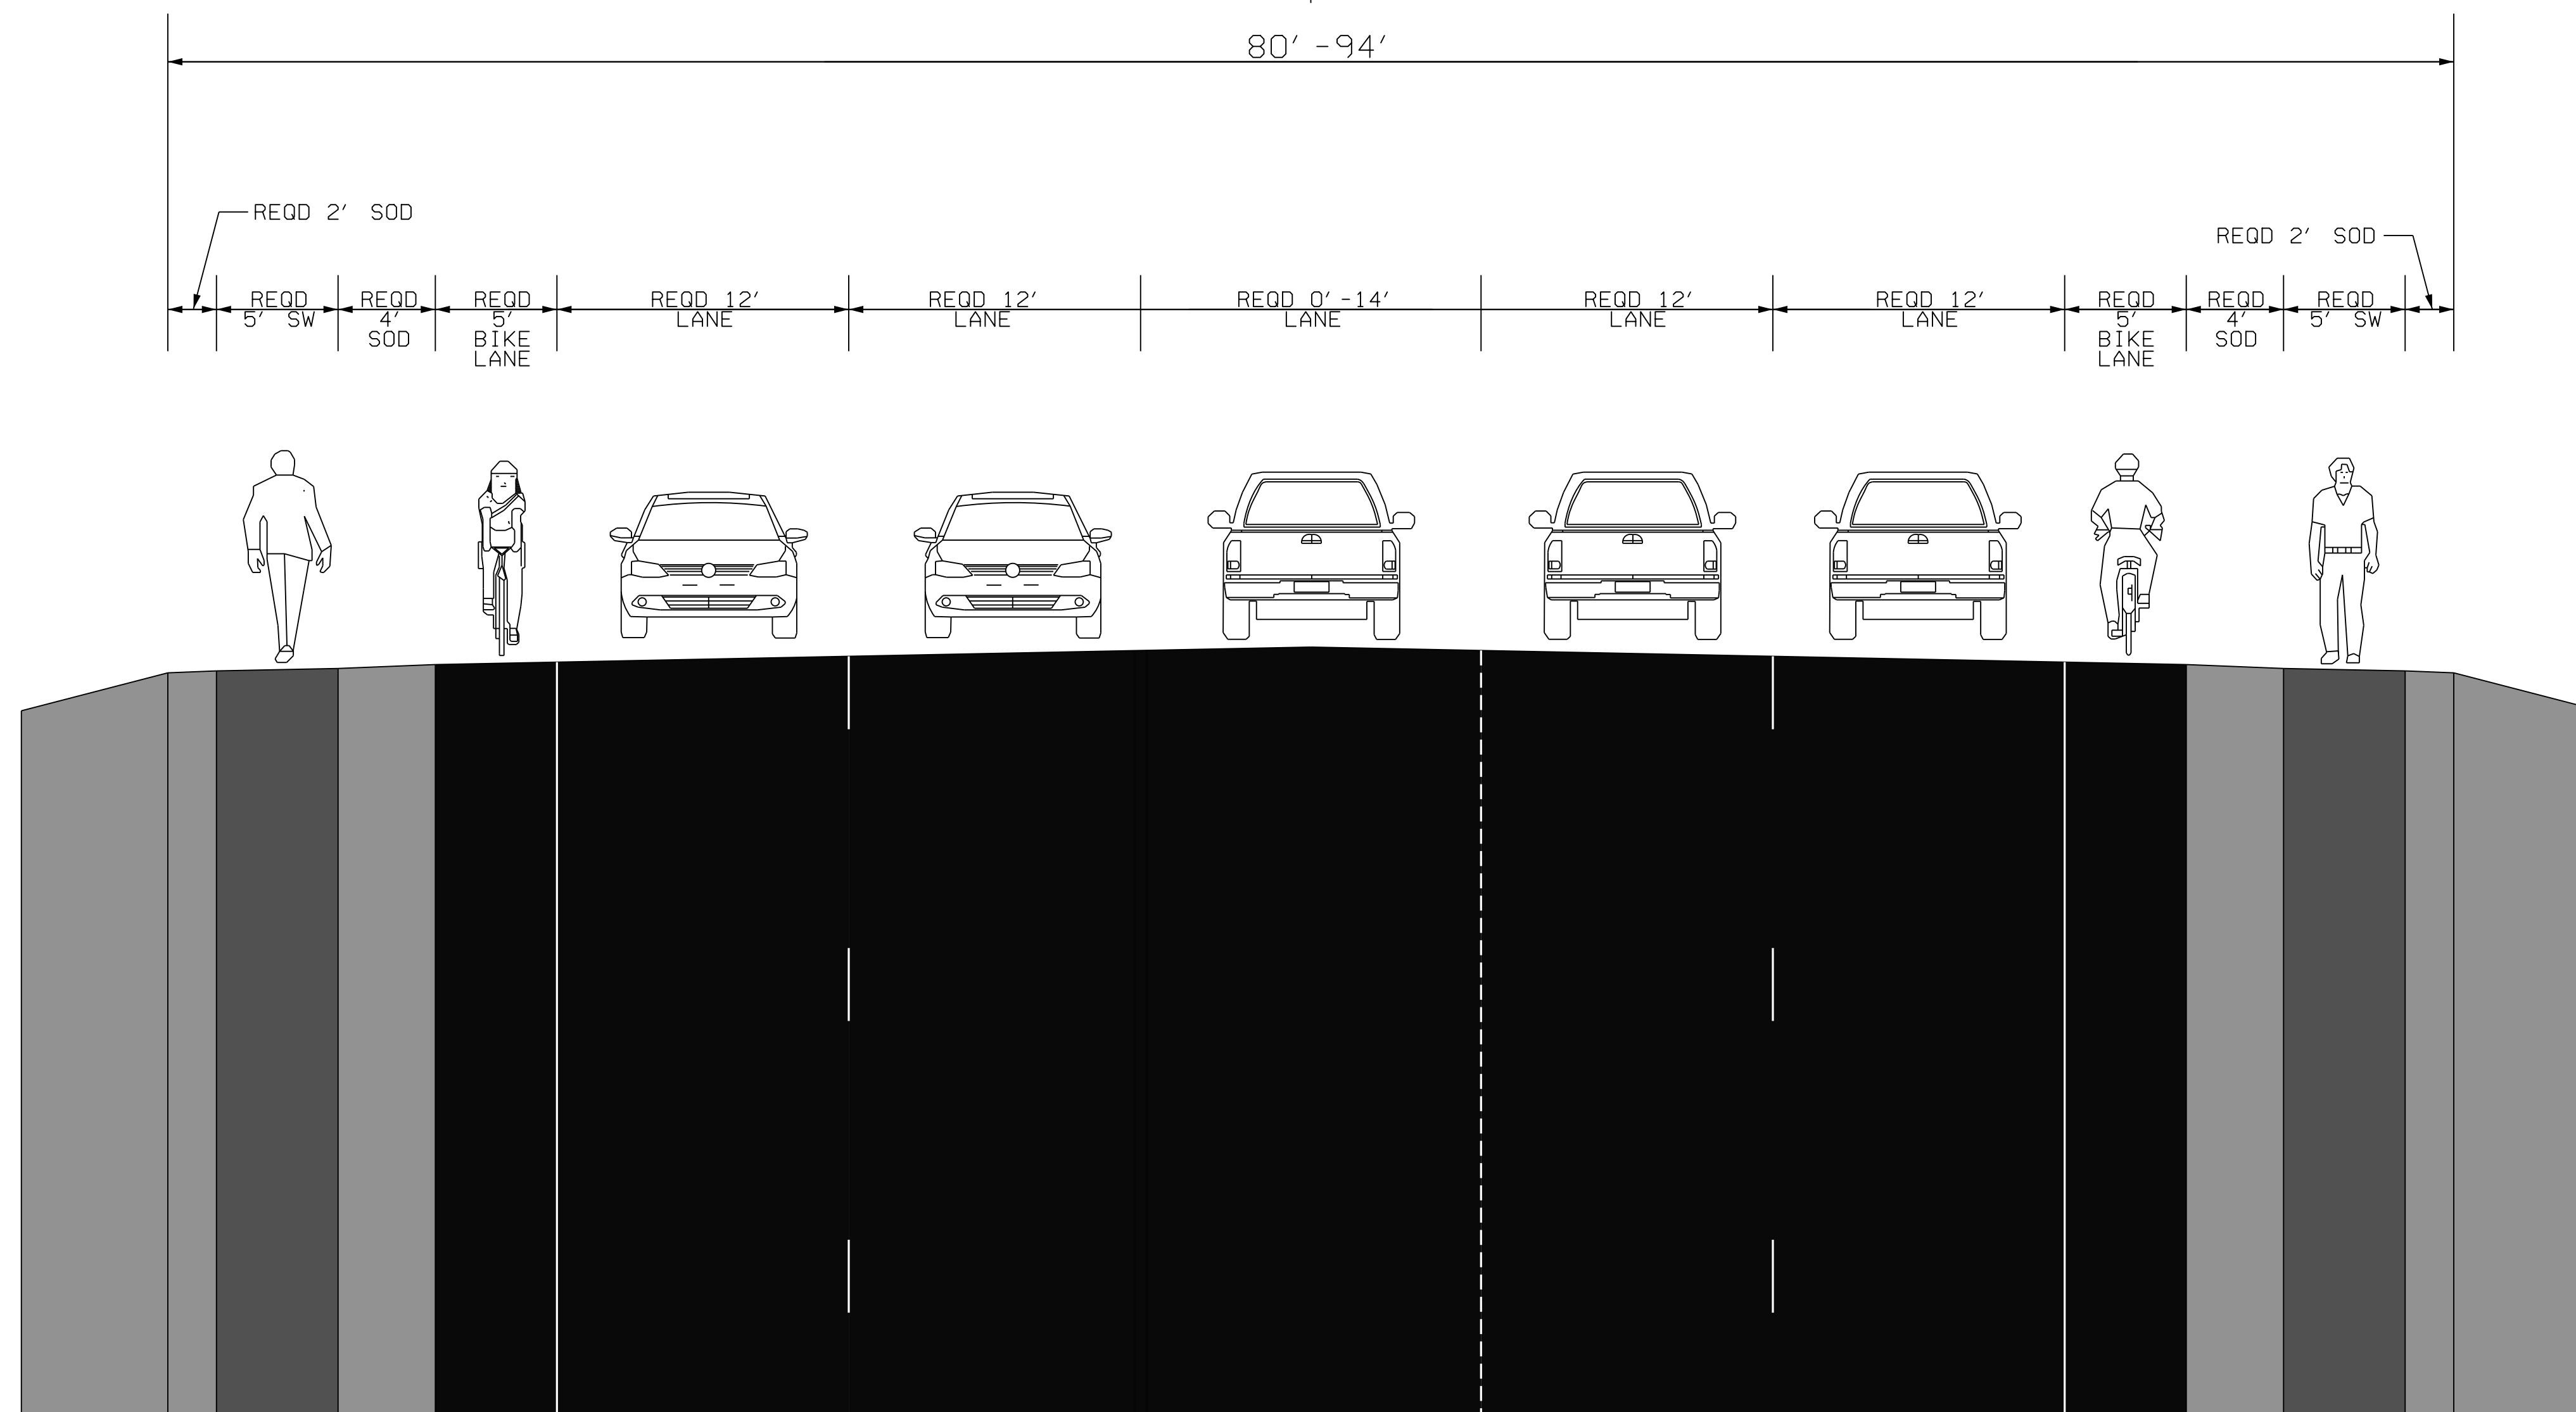 80' -94'
REQD 2' SOD
REQD 2' SOD
REQD
5' SW
REQD
4'
SOD
REQD
5'
BIKE
LANE
REQD 12'
LANE
REQD 12'
LANE
REQD 0' -14'
LANE
REQD 12'
LANE
REQD 12'
LANE
REQD
5'
BIKE
LANE
REQD
4'
SOD
REQD
5' SW